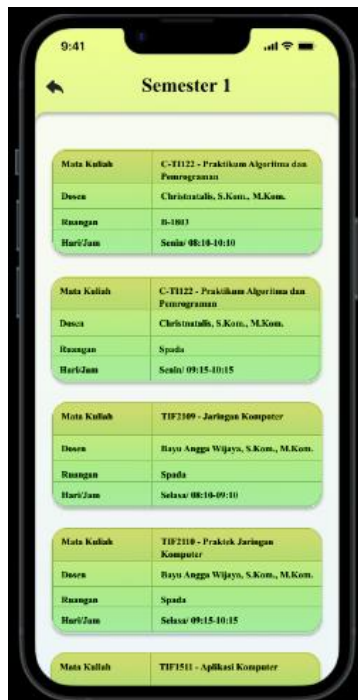 9:41
Semester 1
Mata Kuliah C-TI122 - Praktikum Algoritma dan
Pemrograman
Dosen Christnatalis, S.Kom., M.Kom.
Ruangan B-1803
Hari/Jam Senin/ 08:10-10:10
Mata Kuliah C-TI122 - Praktikum Algoritma dan
Pemrograman
Dosen Christnatalis, S.Kom., M.Kom.
Ruangan Spada
Hari/Jam Senin/ 09:15-10:15
Mata Kuliah TIF2109 - Jaringan Komputer
Dosen Bayu Angga Wijaya, S.Kom., M.Kom.
Ruangan Spada
Hari/Jam Selasa/ 08:10-09:10
Mata Kuliah TIF2110 - Praktek Jaringan
Komputer
Dosen Bayu Angga Wijaya, S.Kom., M.Kom.
Ruangan Spada
Hari/Jam Selasa/ 09:15-10:15
Mata Kuliah TIF1511 - Aplikasi Komputer